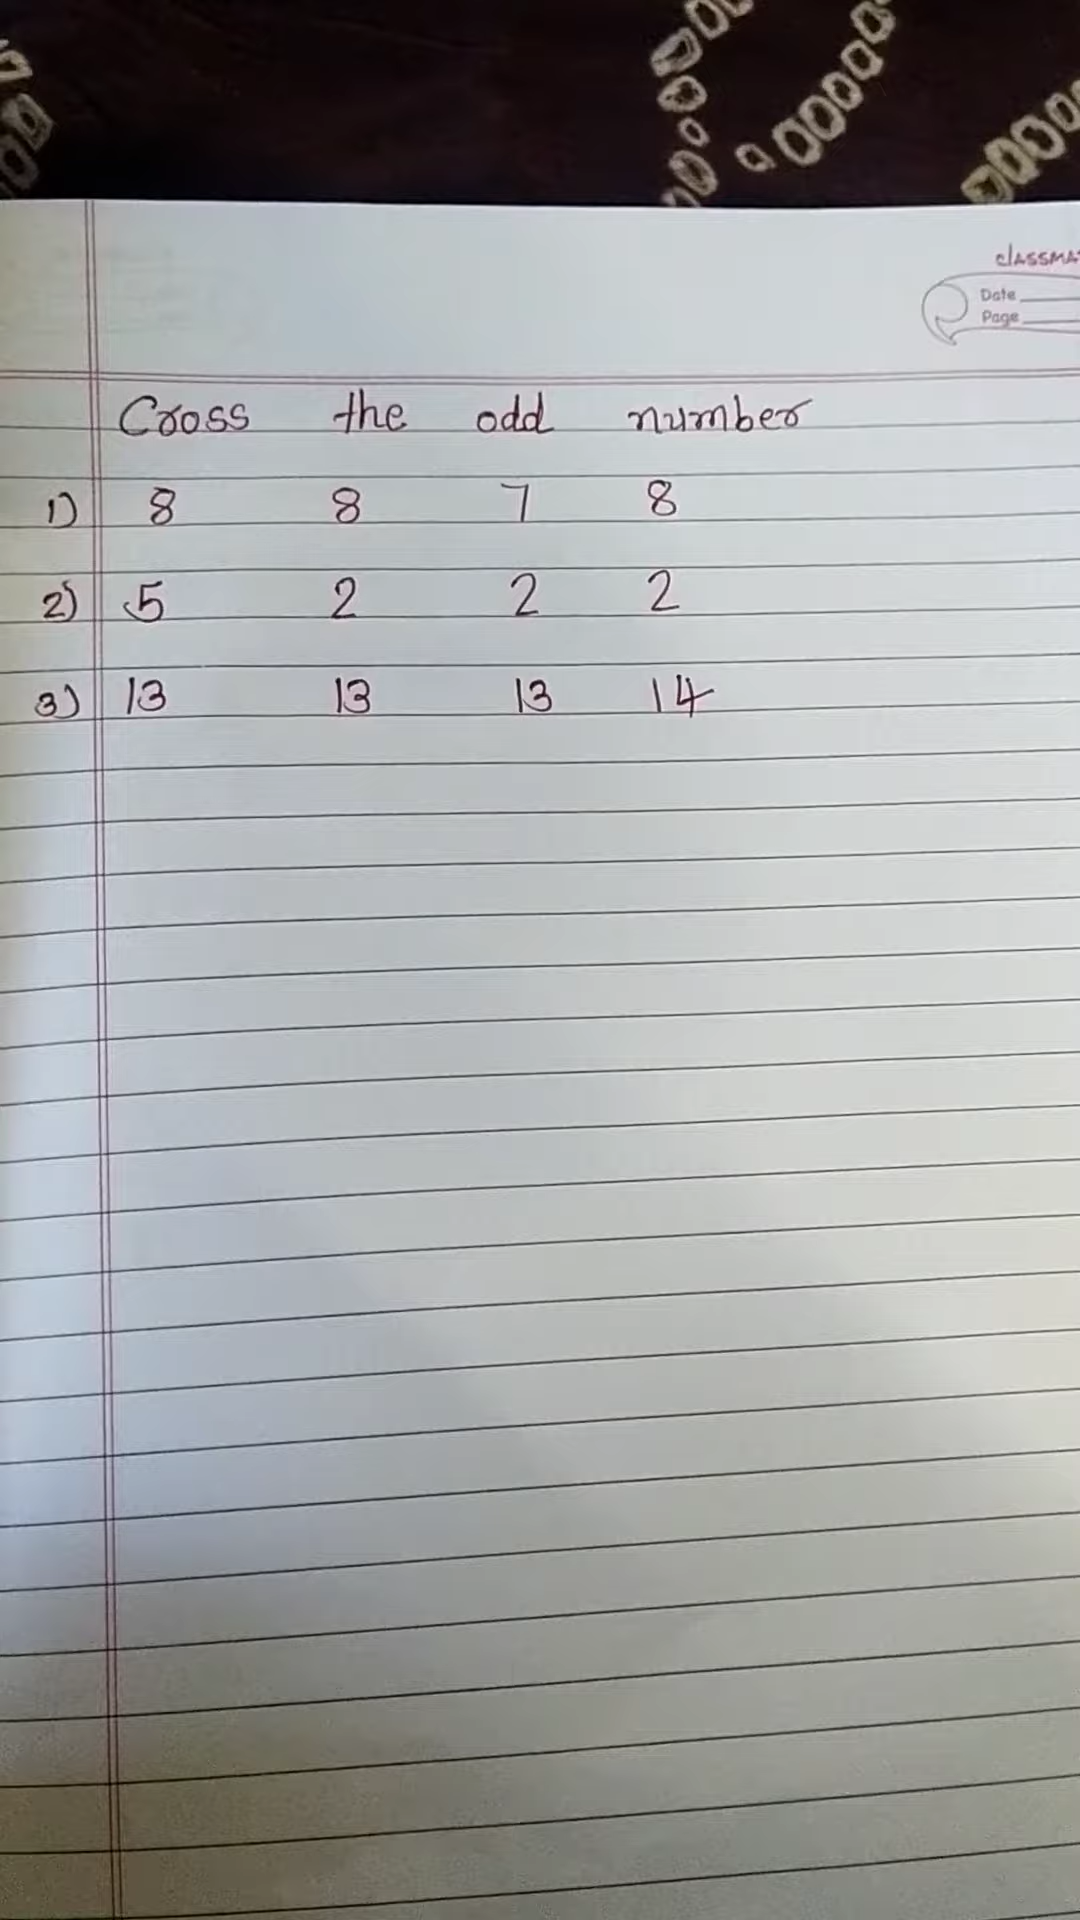 classma
Date
Page
Cross the odd number
1) 8 8 7 8
2) 5 2 2 2
3) 13 13 13 14